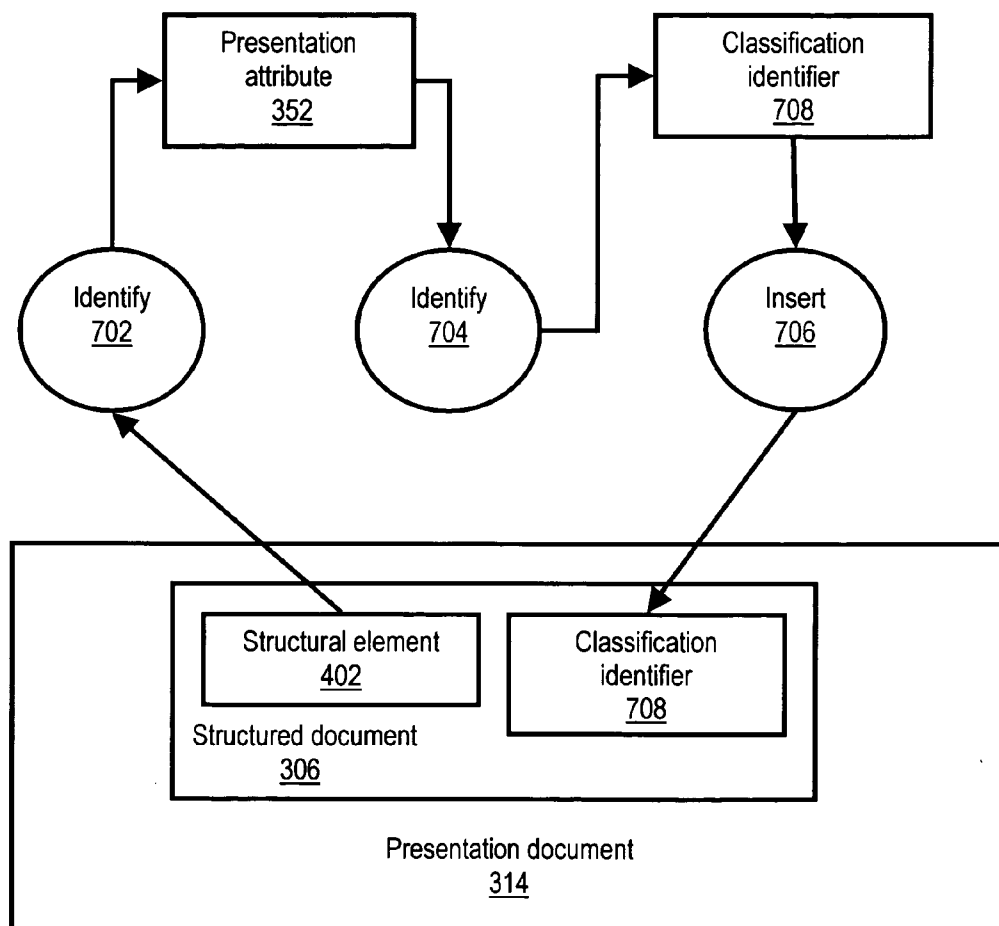 Presentation
attribute
352
Classification
identifier
708
Identify
702
Identify
704
Insert
706
Structural element
402
Classification
identifier
708
Structured document
306
Presentation document
314